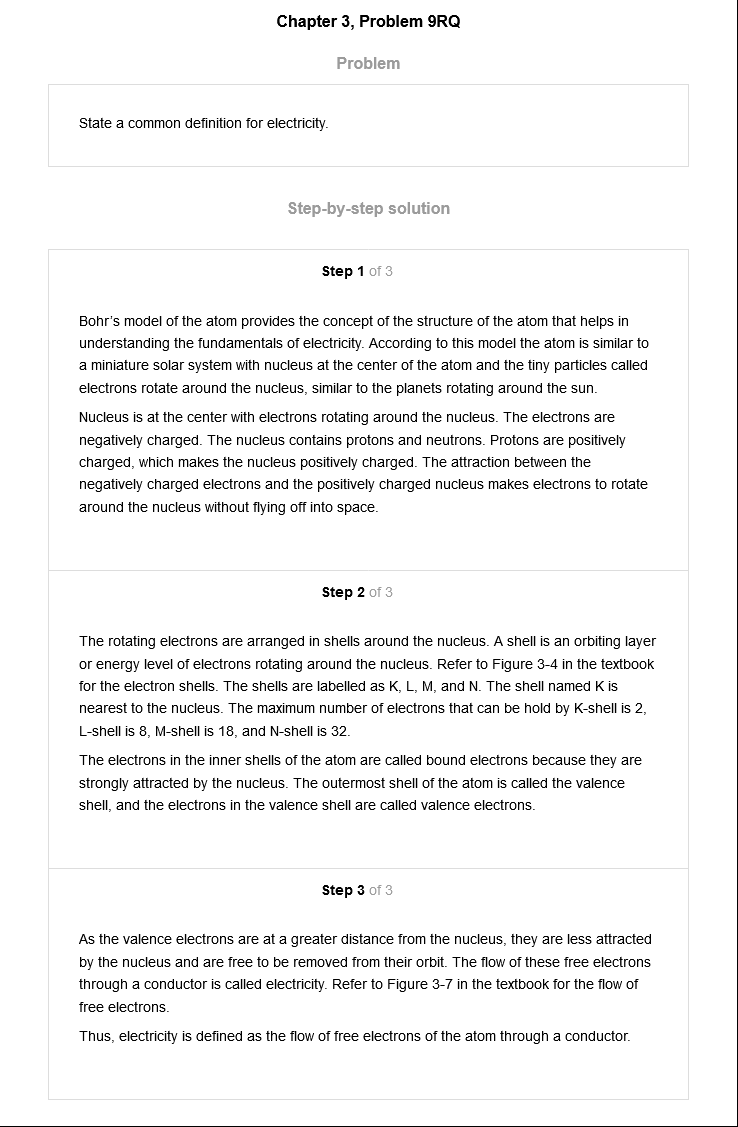 Chapter 3, Problem 9RQ
Problem
State a common definition for electricity.
Step-by-step solution
Step 1 of 3
Bohr's model of the atom provides the concept of the structure of the atom that helps in
understanding the fundamentals of electricity. According to this model the atom is similar to
a miniature solar system with nucleus at the center of the atom and the tiny particles called
electrons rotate around the nucleus, similar to the planets rotating around the sun.
Nucleus is at the center with electrons rotating around the nucleus. The electrons are
negatively charged. The nucleus contains protons and neutrons. Protons are positively
charged, which makes the nucleus positively charged. The attraction between the
negatively charged electrons and the positively charged nucleus makes electrons to rotate
around the nucleus without flying off into space.
Step 2 of 3
The rotating electrons are arranged in shells around the nucleus. A shell is an orbiting layer
or energy level of electrons rotating around the nucleus. Refer to Figure 3-4 in the textbook
for the electron shells. The shells are labelled as K, L, M, and N. The shell named K is
nearest to the nucleus. The maximum number of electrons that can be hold by K-shell is 2,
L-shell is 8, M-shell is 18, and N-shell is 32.
The electrons in the inner shells of the atom are called bound electrons because they are
strongly attracted by the nucleus. The outermost shell of the atom is called the valence
shell, and the electrons in the valence shell are called valence electrons.
Step 3 of 3
As the valence electrons are at a greater distance from the nucleus, they are less attracted
by the nucleus and are free to be removed from their orbit. The flow of these free electrons
through a conductor is called electricity. Refer to Figure 3-7 in the textbook for the flow of
free electrons.
Thus, electricity is defined as the flow of free electrons of the atom through a conductor.